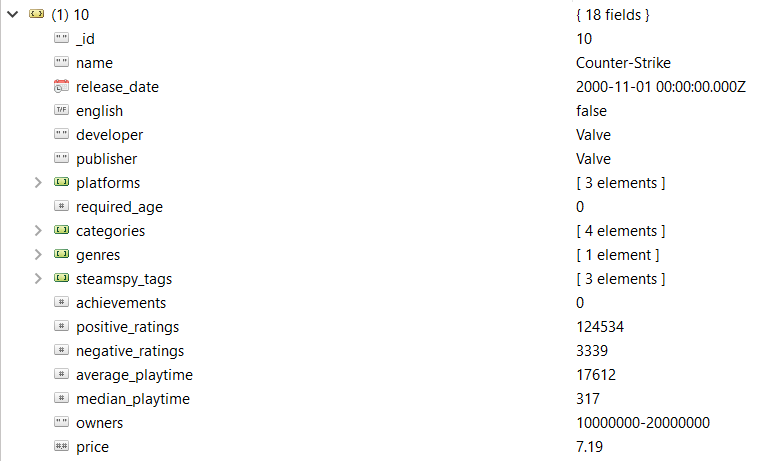 (1) 10 { 18 fields }
"" _id 10
"" name Counter-Strike
release_date 2000-11-01 00:00:00.000Z
T/F english false
"" developer Valve
"" publisher Valve
[ ] platforms [ 3 elements ]
# required_age 0
[ ] categories [ 4 elements ]
[ ] genres [ 1 element ]
[ ] steamspy_tags [ 3 elements ]
# achievements 0
# positive_ratings 124534
# negative_ratings 3339
# average_playtime 17612
# median_playtime 317
"" owners 10000000-20000000
#.# price 7.19